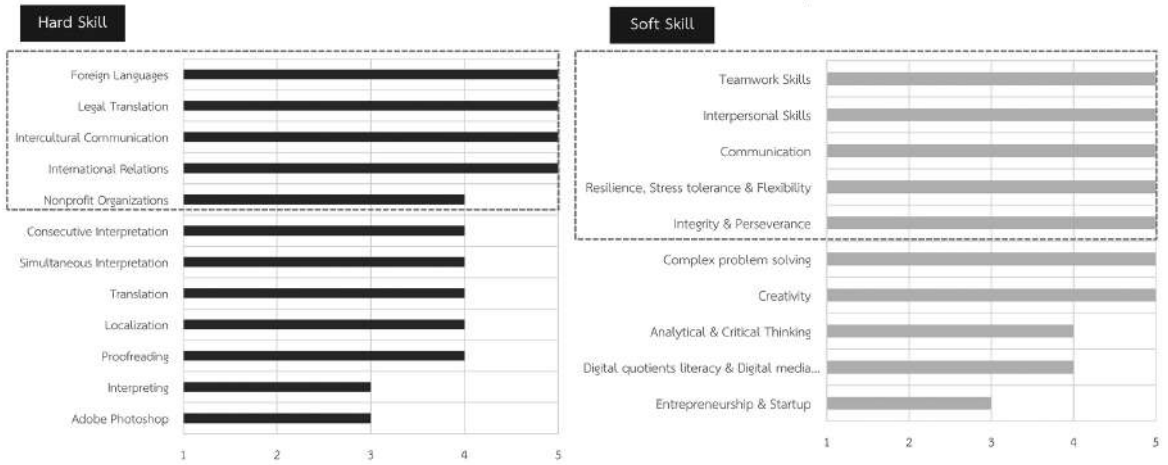 Hard Skill
Foreign Languages
Legal Translation
Intercultural Communication
International Relations
Nonprofit Organizations
Consecutive Interpretation
Simultaneous Interpretation
Translation
Localization
Proofreading
Interpreting
Adobe Photoshop
1 2 3 4 5
Soft Skill
Teamwork Skills
Interpersonal Skills
Communication
Resilience, Stress tolerance & Flexibility
Integrity & Perseverance
Complex problem solving
Creativity
Analytical & Critical Thinking
Digital quotients literacy & Digital media...
Entrepreneurship & Startup
1 2 3 4 5